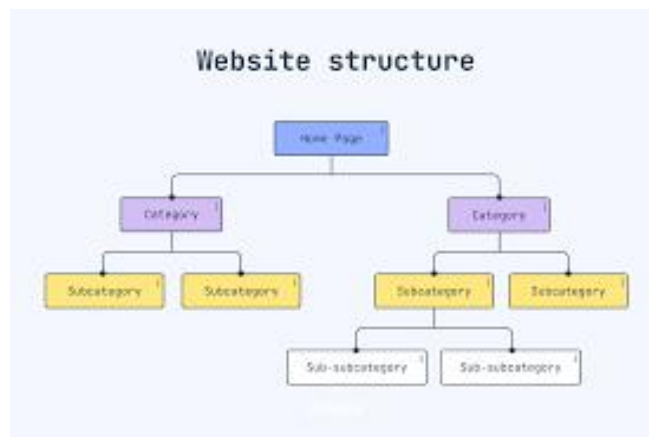 Website structure
Home Page
Category
Category
Subcategory
Subcategory
Subcategory
Subcategory
Sub-subcategory
Sub-subcategory